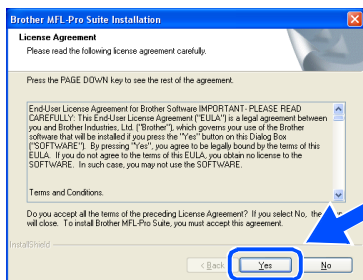 Brother MFL-Pro Suite Installation
License Agreement
Please read the following license agreement carefully.
Press the PAGE DOWN key to see the rest of the agreement.
End-User License Agreement for Brother Software IMPORTANT- PLEASE READ
CAREFULLY: This End-User License Agreement ("EULA") is a legal agreement between
you and Brother Industries, Ltd. ("Brother"), which governs your use of the Brother
software that will be installed if you press the "Yes" button on this Dialog Box
("SOFTWARE"). By pressing "Yes", you agree to be legally bound by the terms of this
EULA. If you do not agree to the terms of this EULA, you obtain no license to the
SOFTWARE. In such case, you may not use the SOFTWARE.
Terms and Conditions.
Do you accept all the terms of the preceding License Agreement? If you select No, the
will close. To install Brother MFL-Pro Suite, you must accept this agreement.
InstallShield
< Back
Yes
No